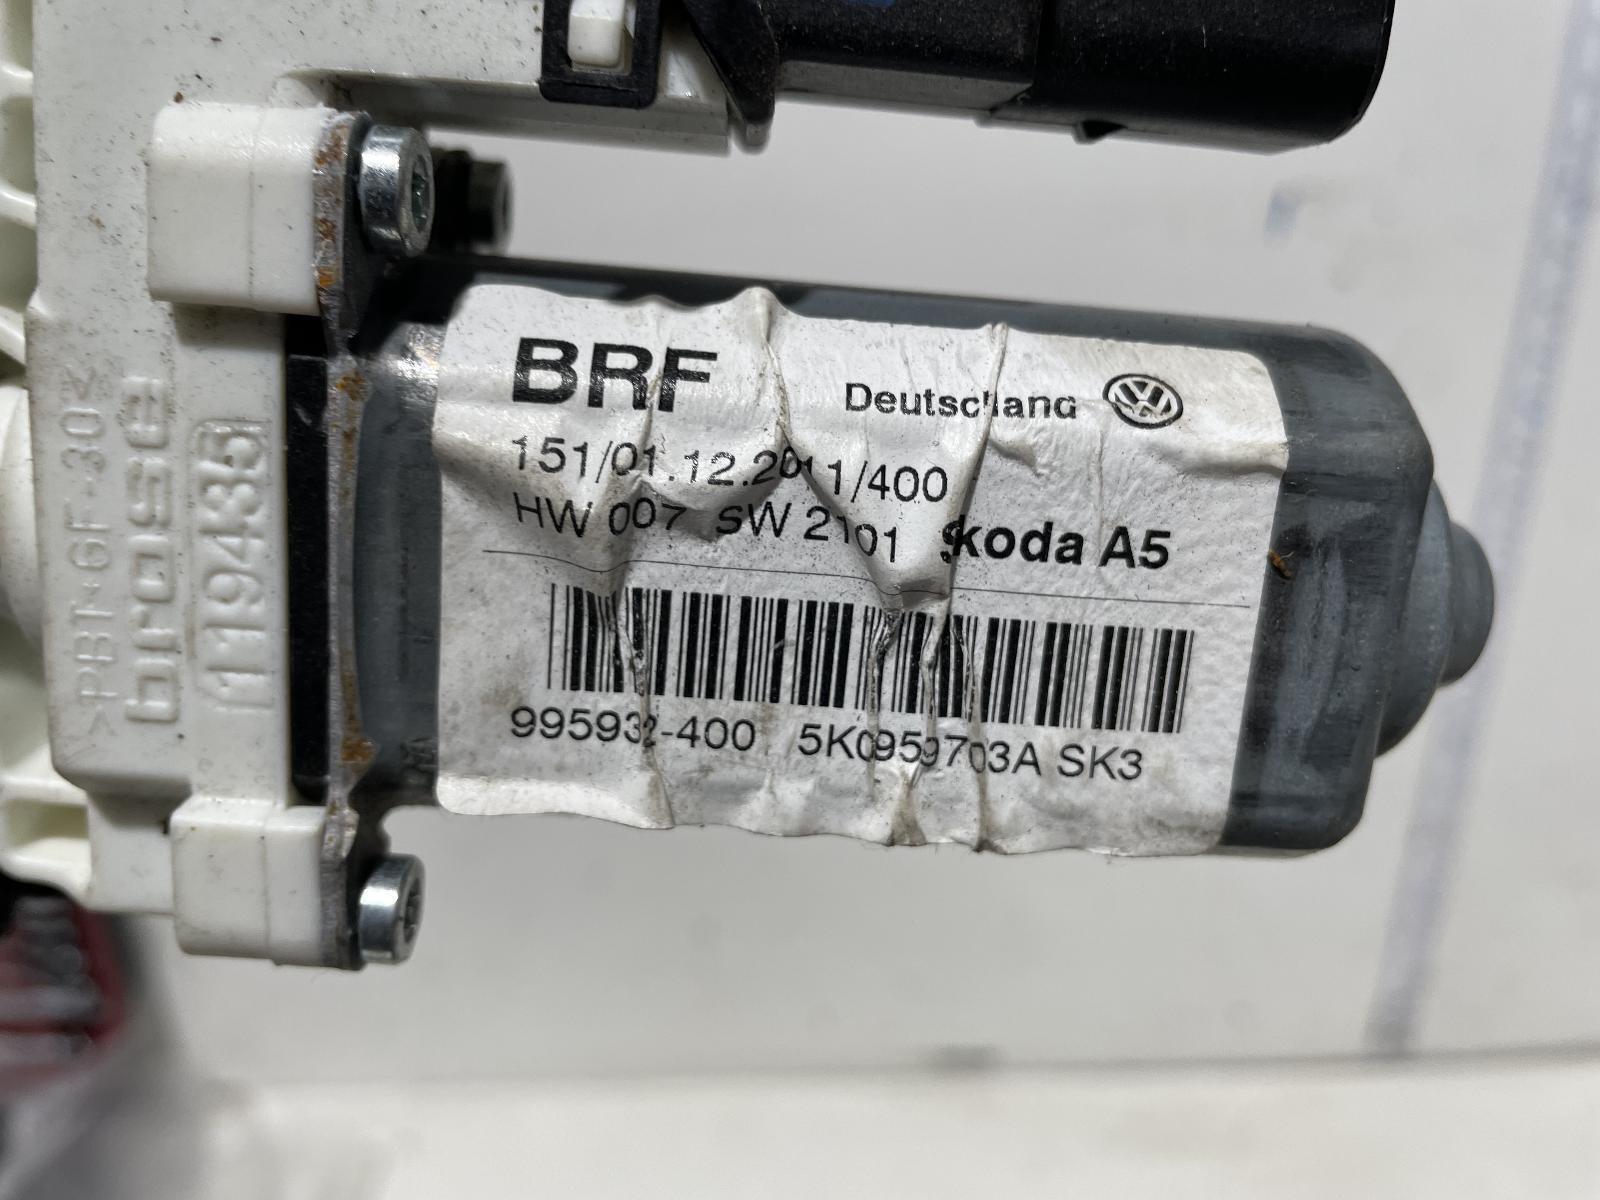 BRF Deutschland
151/01.12.2011/400
HW 007 SW 2101 Skoda A5
995932-400 5K0959703A SK3
>PBT-GF-30<
brose
119435